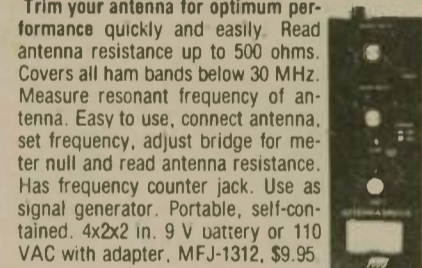 Trim your antenna for optimum per-
formance quickly and easily. Read
antenna resistance up to 500 ohms.
Covers all ham bands below 30 MHz.
Measure resonant frequency of an-
tenna. Easy to use, connect antenna,
set frequency, adjust bridge for me-
ter null and read antenna resistance.
Has frequency counter jack. Use as
signal generator. Portable, self-con-
tained. 4x2x2 in. 9 V battery or 110
VAC with adapter, MFJ-1312, $9.95.